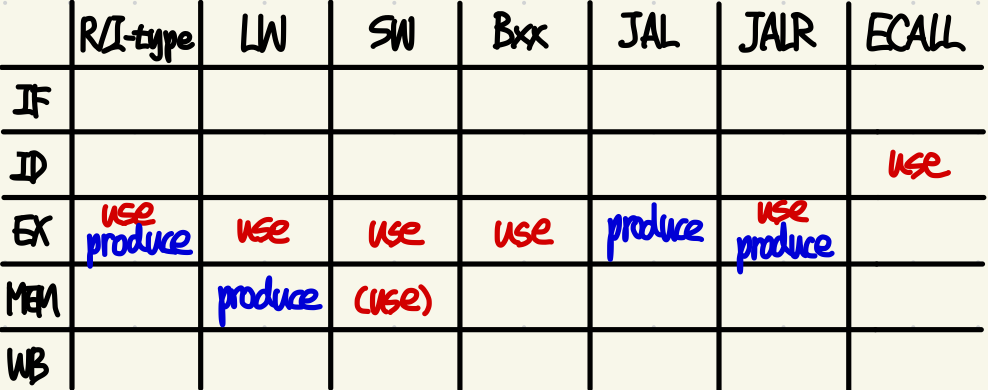 R/I-type LW SW Bxx JAL JALR ECALL
IF
ID use
use use
EX produce use use use produce produce
MEM produce (use)
WB